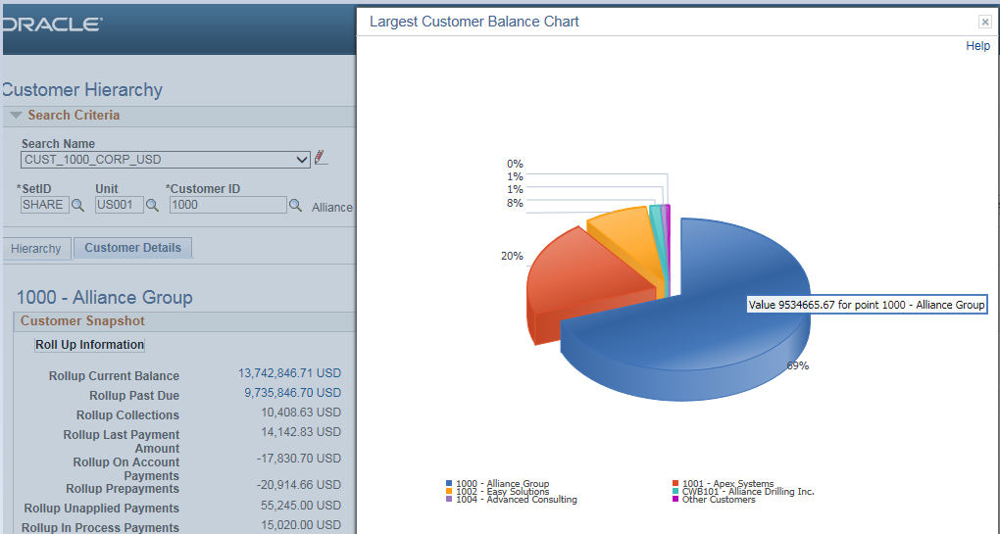 ORACLE
Customer Hierarchy
Search Criteria
Search Name
CUST_1000_CORP_USD
*SetID Unit *Customer ID
SHARE US001 1000 Alliance
Hierarchy Customer Details
1000 - Alliance Group
Customer Snapshot
Roll Up Information
Rollup Current Balance 13,742,846.71 USD
Rollup Past Due 9,735,846.70 USD
Rollup Collections 10,408.63 USD
Rollup Last Payment Amount 14,142.83 USD
Rollup On Account Payments -17,830.70 USD
Rollup Prepayments -20,914.66 USD
Rollup Unapplied Payments 55,245.00 USD
Rollup In Process Payments 15,020.00 USD
Largest Customer Balance Chart
Help
0%
1%
1%
8%
20%
Value 9534665.67 for point 1000 - Alliance Group
69%
1000 - Alliance Group 1001 - Apex Systems
1002 - Easy Solutions CWB101 - Alliance Drilling Inc.
1004 - Advanced Consulting Other Customers